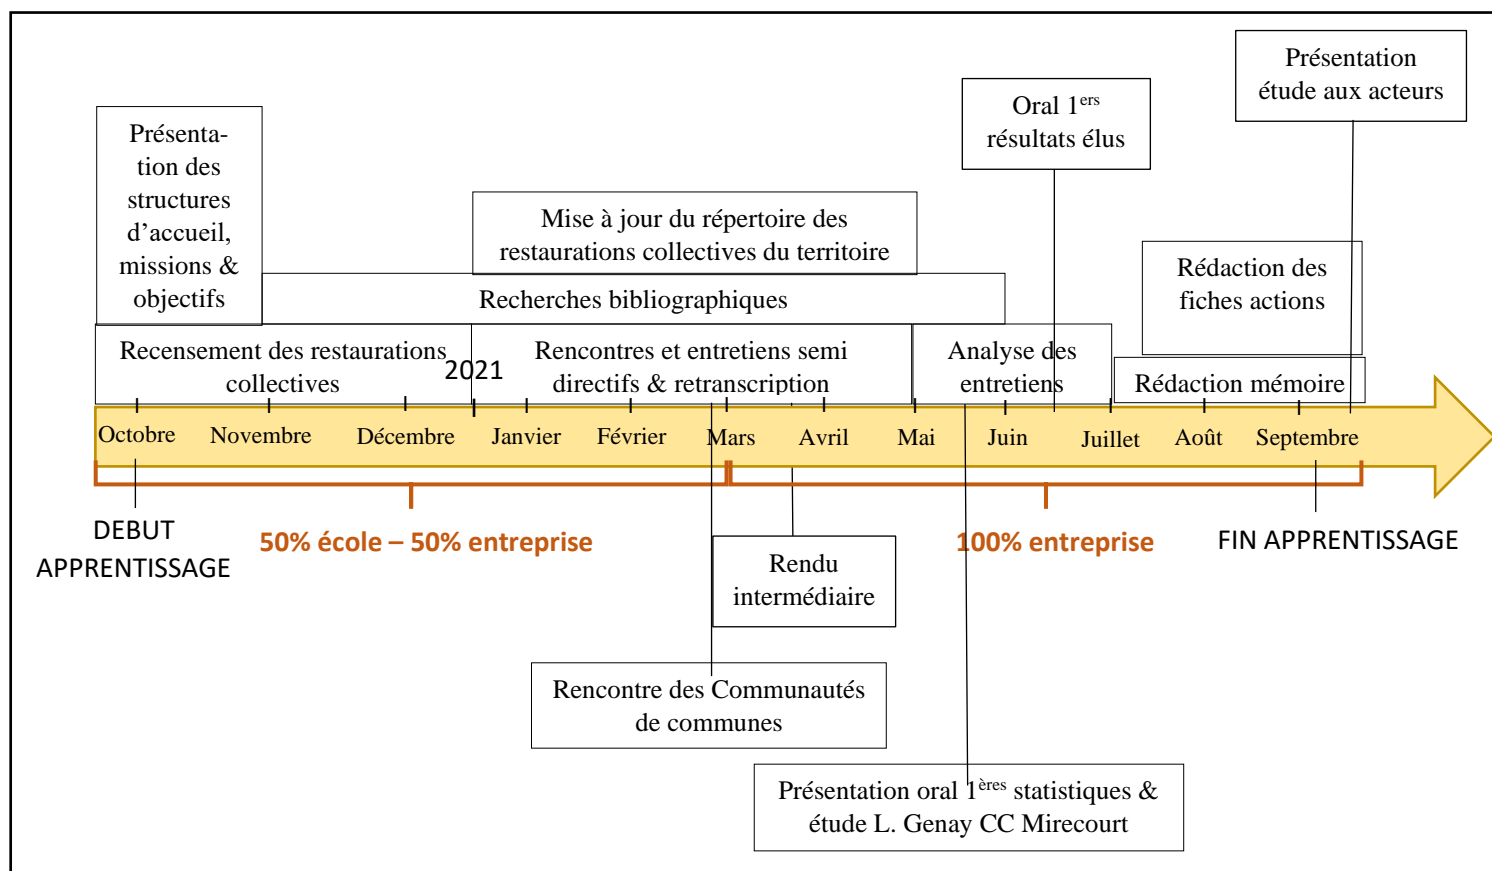 Présentation
étude aux acteurs
Oral 1ers
résultats élus
Présenta-
tion des
structures
d’accueil,
missions &
objectifs
Mise à jour du répertoire des
restaurations collectives du territoire
Rédaction des
fiches actions
Recherches bibliographiques
Recensement des restaurations
collectives
2021
Rencontres et entretiens semi
directifs & retranscription
Analyse des
entretiens
Rédaction mémoire
Octobre
Novembre
Décembre
Janvier
Février
Mars
Avril
Mai
Juin
Juillet
Août
Septembre
DEBUT
APPRENTISSAGE
50% école – 50% entreprise
100% entreprise
FIN APPRENTISSAGE
Rendu
intermédiaire
Rencontre des Communautés
de communes
Présentation oral 1ères statistiques &
étude L. Genay CC Mirecourt